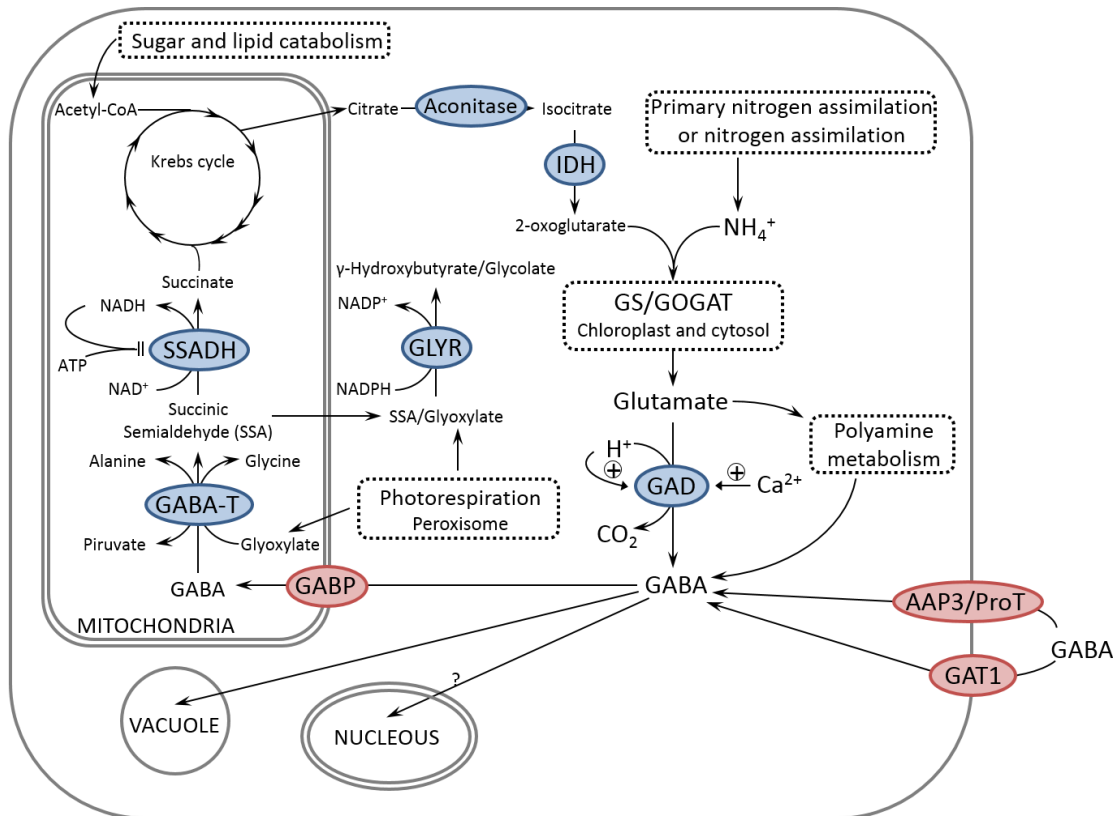 Sugar and lipid catabolism
Acetyl-CoA
Citrate
Aconitase
Isocitrate
Primary nitrogen assimilation
or nitrogen assimilation
Krebs cycle
IDH
2-oxoglutarate
NH₄⁺
Succinate
γ-Hydroxybutyrate/Glycolate
NADH
NADP⁺
GS/GOGAT
Chloroplast and cytosol
SSADH
GLYR
ATP
NAD⁺
NADPH
Succinic
Semialdehyde (SSA)
SSA/Glyoxylate
Glutamate
Polyamine
metabolism
Alanine
Glycine
H⁺
+
+
GABA-T
Photorespiration
Peroxisome
GAD
Ca²⁺
Piruvate
Glyoxylate
CO₂
GABA
GABP
GABA
AAP3/ProT
MITOCHONDRIA
GABA
GAT1
?
VACUOLE
NUCLEOUS